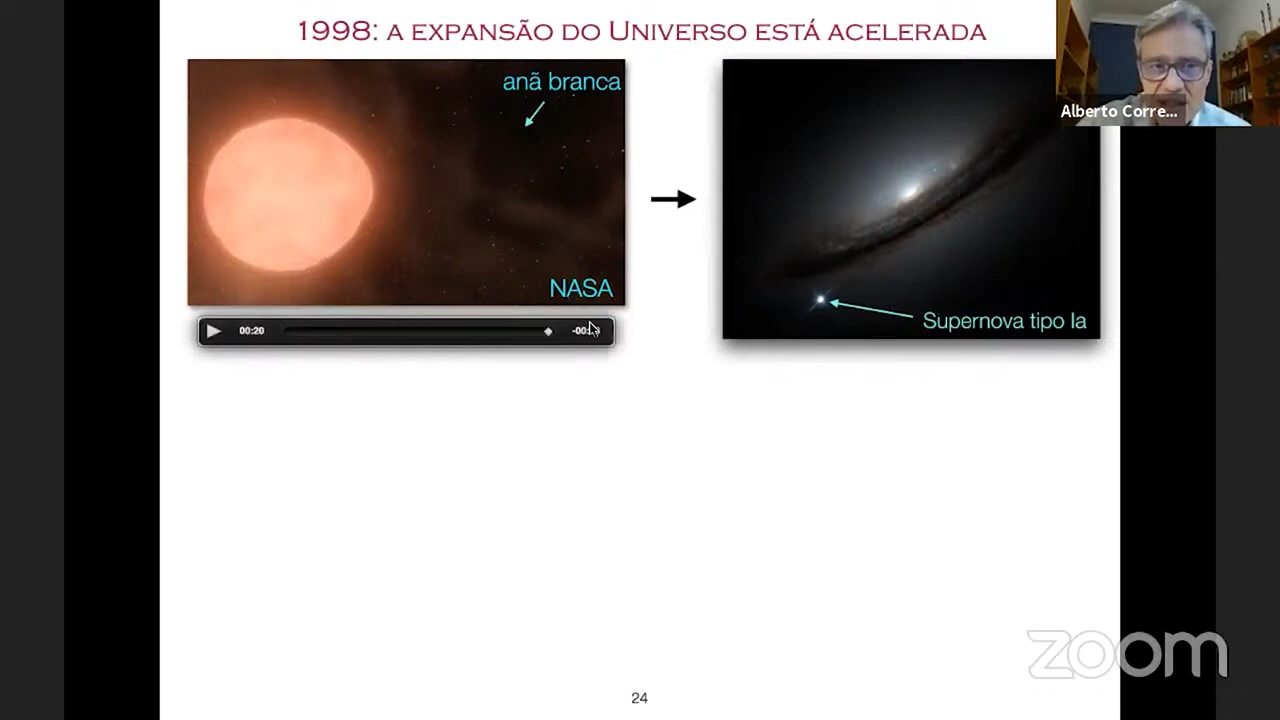 1998: A EXPANSÃO DO UNIVERSO ESTÁ ACELERADA
anã branca
NASA
00:20
Supernova tipo Ia
Alberto Corre...
zoom
24